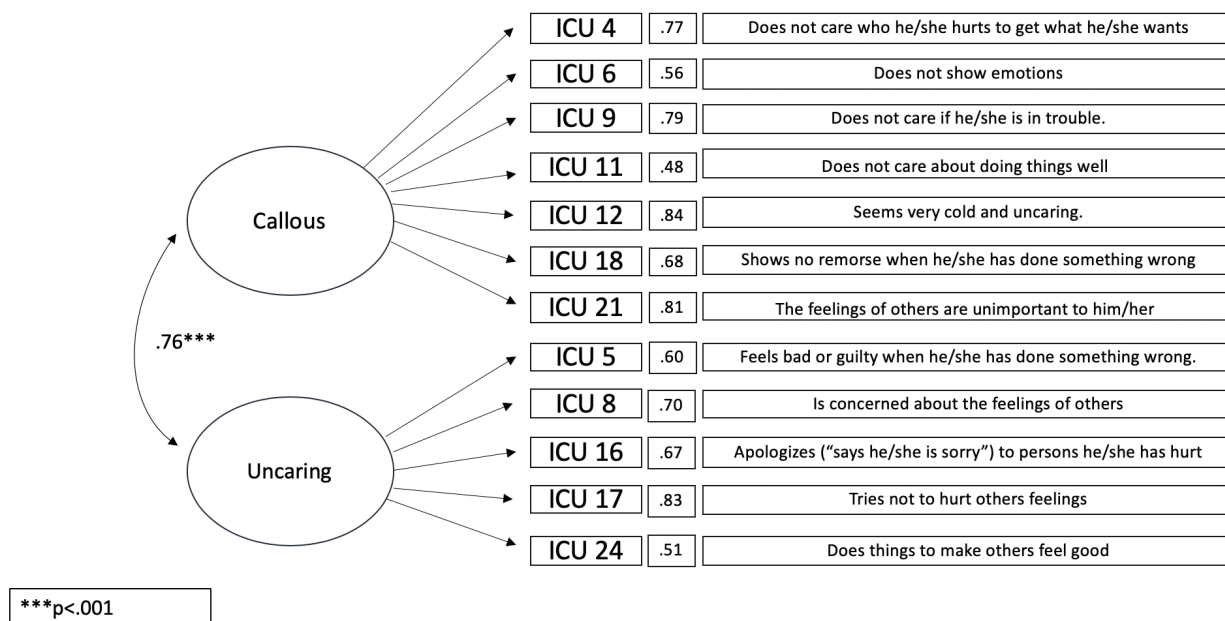 ICU 4 .77 Does not care who he/she hurts to get what he/she wants
ICU 6 .56 Does not show emotions
ICU 9 .79 Does not care if he/she is in trouble.
ICU 11 .48 Does not care about doing things well
Callous
ICU 12 .84 Seems very cold and uncaring.
ICU 18 .68 Shows no remorse when he/she has done something wrong
ICU 21 .81 The feelings of others are unimportant to him/her
.76***
ICU 5 .60 Feels bad or guilty when he/she has done something wrong.
ICU 8 .70 Is concerned about the feelings of others
ICU 16 .67 Apologizes (“says he/she is sorry”) to persons he/she has hurt
Uncaring
ICU 17 .83 Tries not to hurt others feelings
ICU 24 .51 Does things to make others feel good
***p<.001